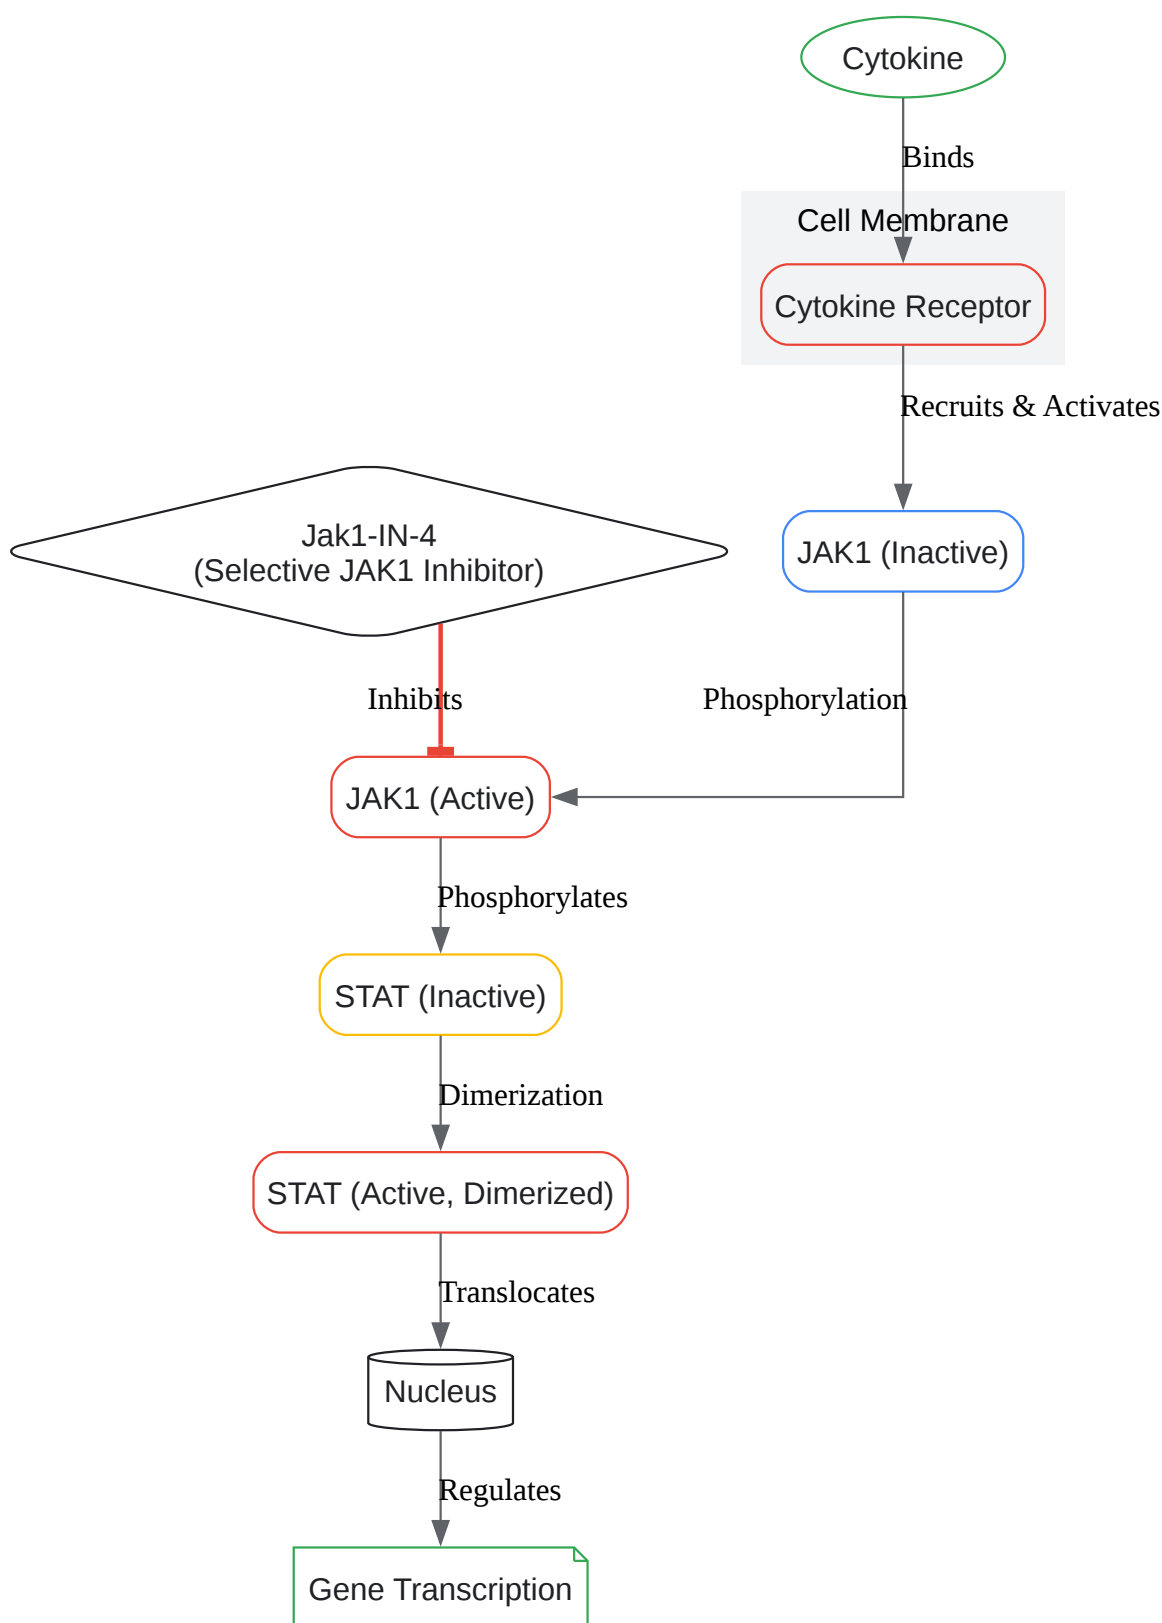 Cytokine
Binds
Cell Membrane
Cytokine Receptor
Recruits & Activates
Jak1-IN-4
(Selective JAK1 Inhibitor)
JAK1 (Inactive)
Inhibits
Phosphorylation
JAK1 (Active)
Phosphorylates
STAT (Inactive)
Dimerization
STAT (Active, Dimerized)
Translocates
Nucleus
Regulates
Gene Transcription